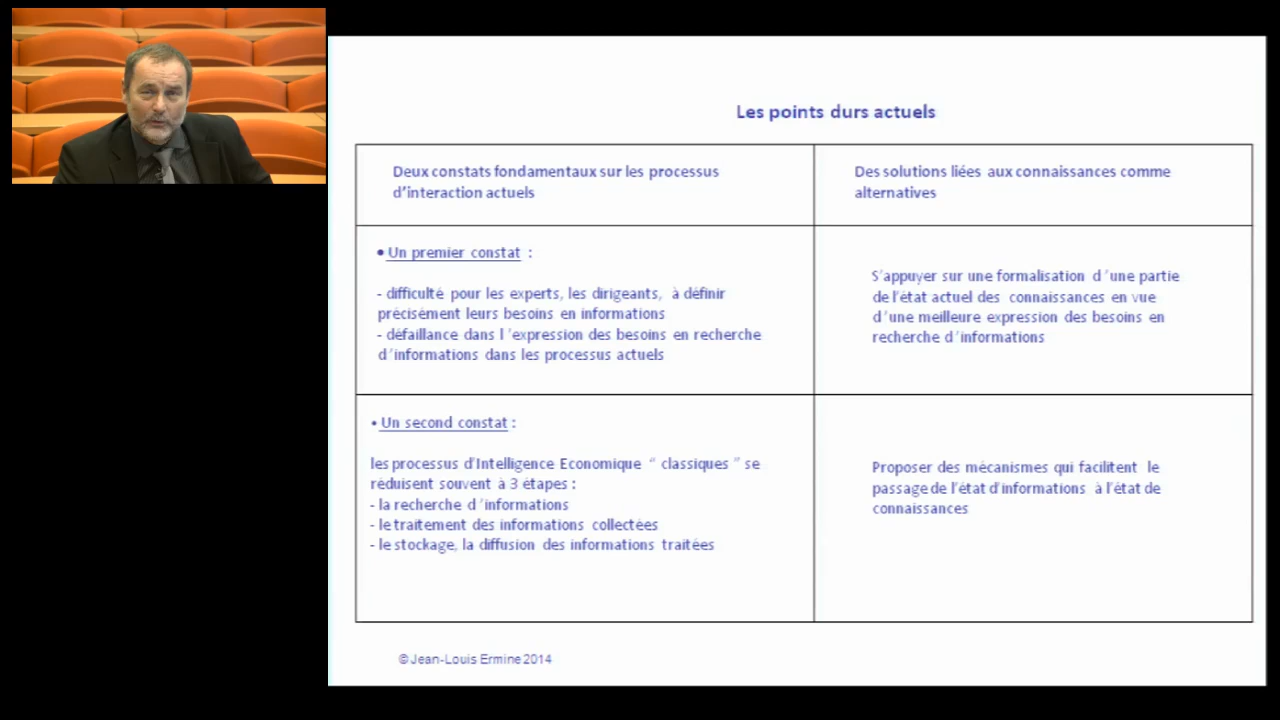 Les points durs actuels
Deux constats fondamentaux sur les processus
d'interaction actuels
Des solutions liées aux connaissances comme
alternatives
• Un premier constat :
- difficulté pour les experts, les dirigeants, à définir
précisément leurs besoins en informations
- défaillance dans l 'expression des besoins en recherche
d 'informations dans les processus actuels
S'appuyer sur une formalisation d 'une partie
de l'état actuel des connaissances en vue
d 'une meilleure expression des besoins en
recherche d 'informations
• Un second constat :
les processus d'Intelligence Economique “ classiques ” se
réduisent souvent à 3 étapes :
- la recherche d 'informations
- le traitement des informations collectées
- le stockage, la diffusion des informations traitées
Proposer des mécanismes qui facilitent le
passage de l'état d'informations à l'état de
connaissances
© Jean-Louis Ermine 2014